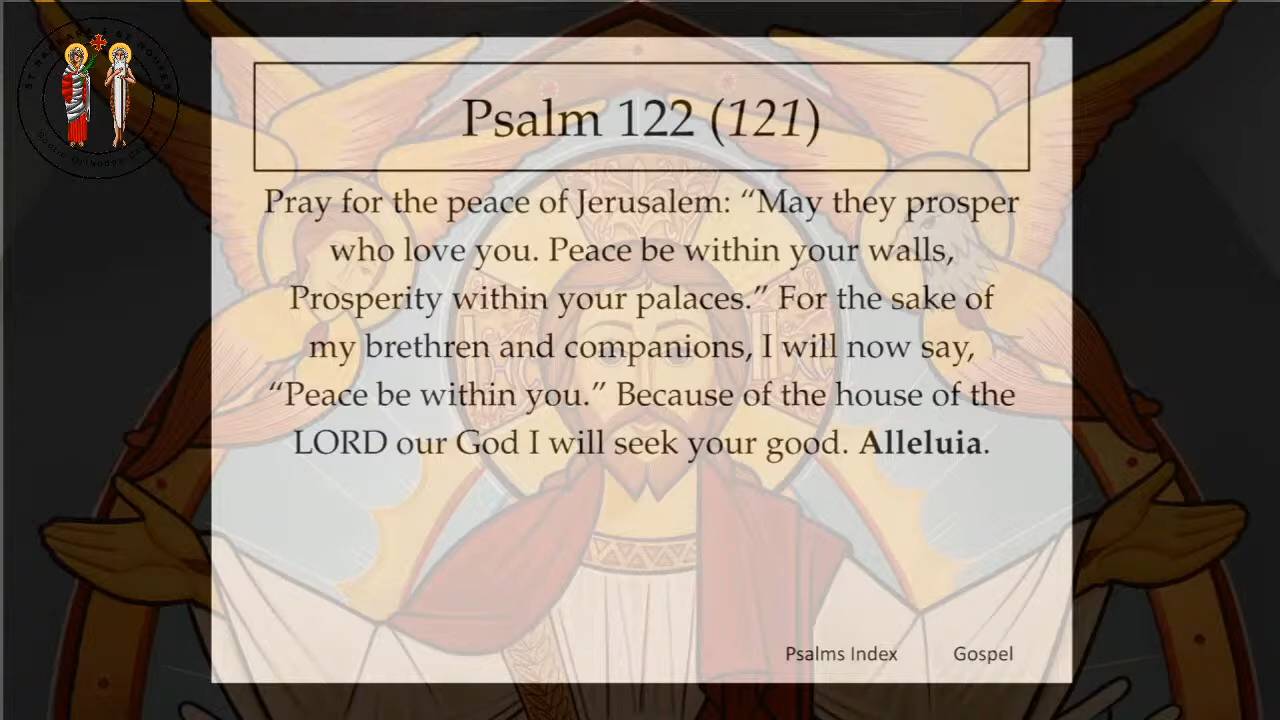 Psalm 122 (121)
Pray for the peace of Jerusalem: “May they prosper
who love you. Peace be within your walls,
Prosperity within your palaces.” For the sake of
my brethren and companions, I will now say,
“Peace be within you.” Because of the house of the
LORD our God I will seek your good. Alleluia.
Psalms Index
Gospel